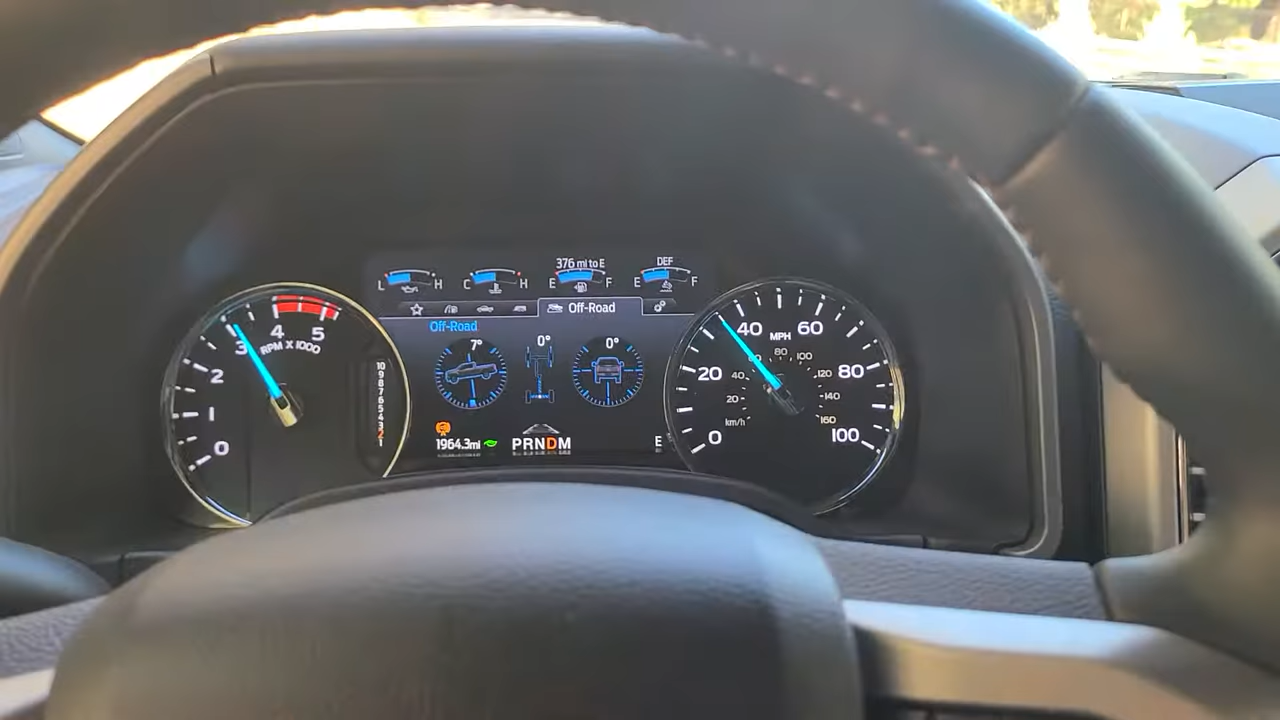 376 mi to E
DEF
L H
C H
E F
E F
Off-Road
Off-Road
7°
0°
0°
0
1
2
3
4
5
RPM X 1000
10
9
8
7
6
5
4
3
2
1
1964.3mi
PRNDM
E
0
20
40
60
80
100
MPH
20
40
60
80
100
120
140
160
km/h